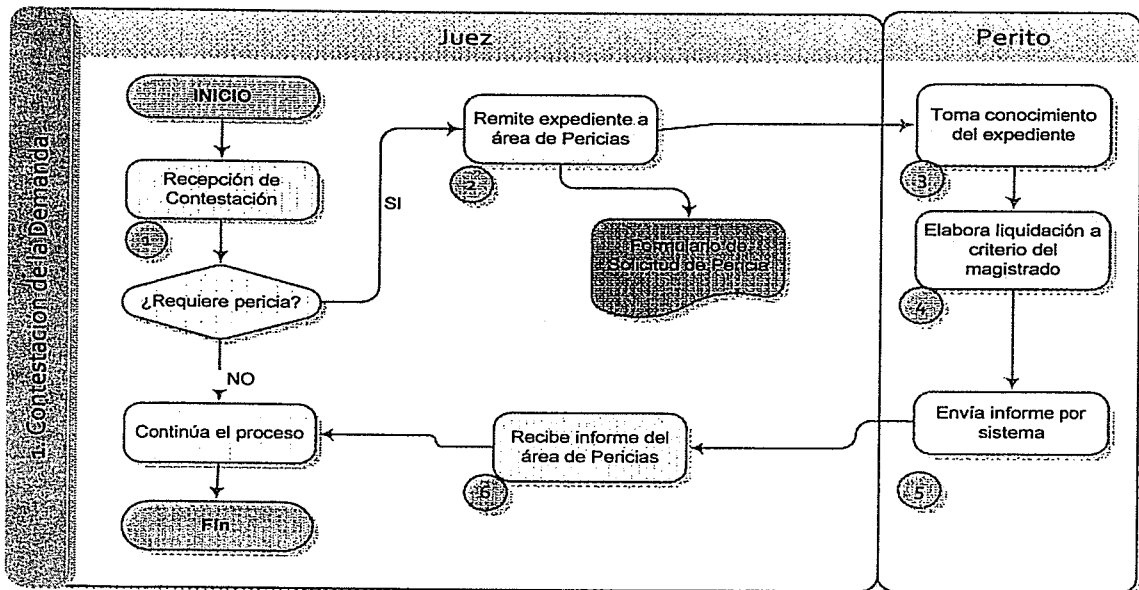 1. Contestación de la Demanda
Juez
Perito
INICIO
Recepción de
Contestación
1
¿Requiere pericia?
SI
NO
Remite expediente a
área de Pericias
2
Formulario de
Solicitud de Pericia
Toma conocimiento
del expediente
3
Elabora liquidación a
criterio del
magistrado
4
Envía informe por
sistema
5
Recibe informe del
área de Pericias
6
Continúa el proceso
Fin